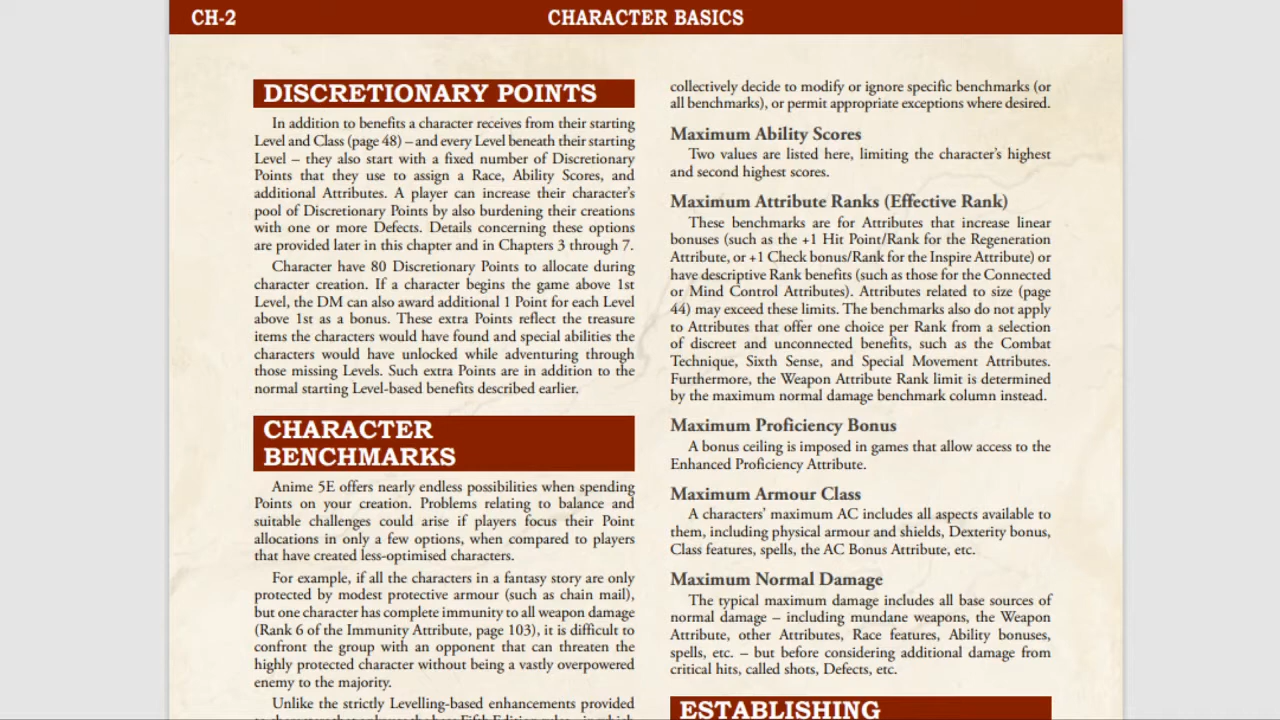 CH-2
CHARACTER BASICS
DISCRETIONARY POINTS
In addition to benefits a character receives from their starting
Level and Class (page 48) – and every Level beneath their starting
Level – they also start with a fixed number of Discretionary
Points that they use to assign a Race, Ability Scores, and
additional Attributes. A player can increase their character's
pool of Discretionary Points by also burdening their creations
with one or more Defects. Details concerning these options
are provided later in this chapter and in Chapters 3 through 7.
Character have 80 Discretionary Points to allocate during
character creation. If a character begins the game above 1st
Level, the DM can also award additional 1 Point for each Level
above 1st as a bonus. These extra Points reflect the treasure
items the characters would have found and special abilities the
characters would have unlocked while adventuring through
those missing Levels. Such extra Points are in addition to the
normal starting Level-based benefits described earlier.
CHARACTER
BENCHMARKS
Anime 5E offers nearly endless possibilities when spending
Points on your creation. Problems relating to balance and
suitable challenges could arise if players focus their Point
allocations in only a few options, when compared to players
that have created less-optimised characters.
For example, if all the characters in a fantasy story are only
protected by modest protective armour (such as chain mail),
but one character has complete immunity to all weapon damage
(Rank 6 of the Immunity Attribute, page 103), it is difficult to
confront the group with an opponent that can threaten the
highly protected character without being a vastly overpowered
enemy to the majority.
Unlike the strictly Levelling-based enhancements provided
collectively decide to modify or ignore specific benchmarks (or
all benchmarks), or permit appropriate exceptions where desired.
Maximum Ability Scores
Two values are listed here, limiting the character's highest
and second highest scores.
Maximum Attribute Ranks (Effective Rank)
These benchmarks are for Attributes that increase linear
bonuses (such as the +1 Hit Point/Rank for the Regeneration
Attribute, or +1 Check bonus/Rank for the Inspire Attribute) or
have descriptive Rank benefits (such as those for the Connected
or Mind Control Attributes). Attributes related to size (page
44) may exceed these limits. The benchmarks also do not apply
to Attributes that offer one choice per Rank from a selection
of discreet and unconnected benefits, such as the Combat
Technique, Sixth Sense, and Special Movement Attributes.
Furthermore, the Weapon Attribute Rank limit is determined
by the maximum normal damage benchmark column instead.
Maximum Proficiency Bonus
A bonus ceiling is imposed in games that allow access to the
Enhanced Proficiency Attribute.
Maximum Armour Class
A characters' maximum AC includes all aspects available to
them, including physical armour and shields, Dexterity bonus,
Class features, spells, the AC Bonus Attribute, etc.
Maximum Normal Damage
The typical maximum damage includes all base sources of
normal damage – including mundane weapons, the Weapon
Attribute, other Attributes, Race features, Ability bonuses,
spells, etc. – but before considering additional damage from
critical hits, called shots, Defects, etc.
ESTABLISHING